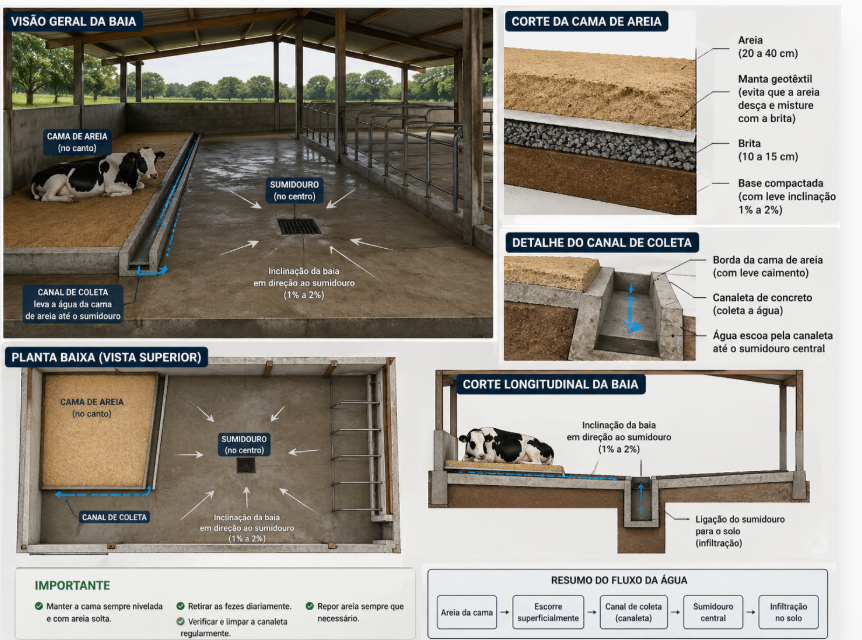 VISÃO GERAL DA BAIA
CAMA DE AREIA
(no canto)
SUMIDOURO
(no centro)
Inclinação da baia
em direção ao sumidouro
(1% a 2%)
CANAL DE COLETA
leva a água da cama
de areia até o sumidouro
CORTE DA CAMA DE AREIA
Areia
(20 a 40 cm)
Manta geotêxtil
(evita que a areia
desça e misture
com a brita)
Brita
(10 a 15 cm)
Base compactada
(com leve inclinação
1% a 2%)
DETALHE DO CANAL DE COLETA
Borda da cama de areia
(com leve caimento)
Canaleta de concreto
(coleta a água)
Água escoa pela canaleta
até o sumidouro central
PLANTA BAIXA (VISTA SUPERIOR)
CAMA DE AREIA
(no canto)
SUMIDOURO
(no centro)
CANAL DE COLETA
Inclinação da baia
em direção ao sumidouro
(1% a 2%)
CORTE LONGITUDINAL DA BAIA
Inclinação da baia
em direção ao sumidouro
(1% a 2%)
Ligação do sumidouro
para o solo
(infiltração)
IMPORTANTE
Manter a cama sempre nivelada
e com areia solta.
Retirar as fezes diariamente.
Verificar e limpar a canaleta
regularmente.
Repor areia sempre que
necessário.
RESUMO DO FLUXO DA ÁGUA
Areia da cama
Escorre
superficialmente
Canal de coleta
(canaleta)
Sumidouro
central
Infiltração
no solo